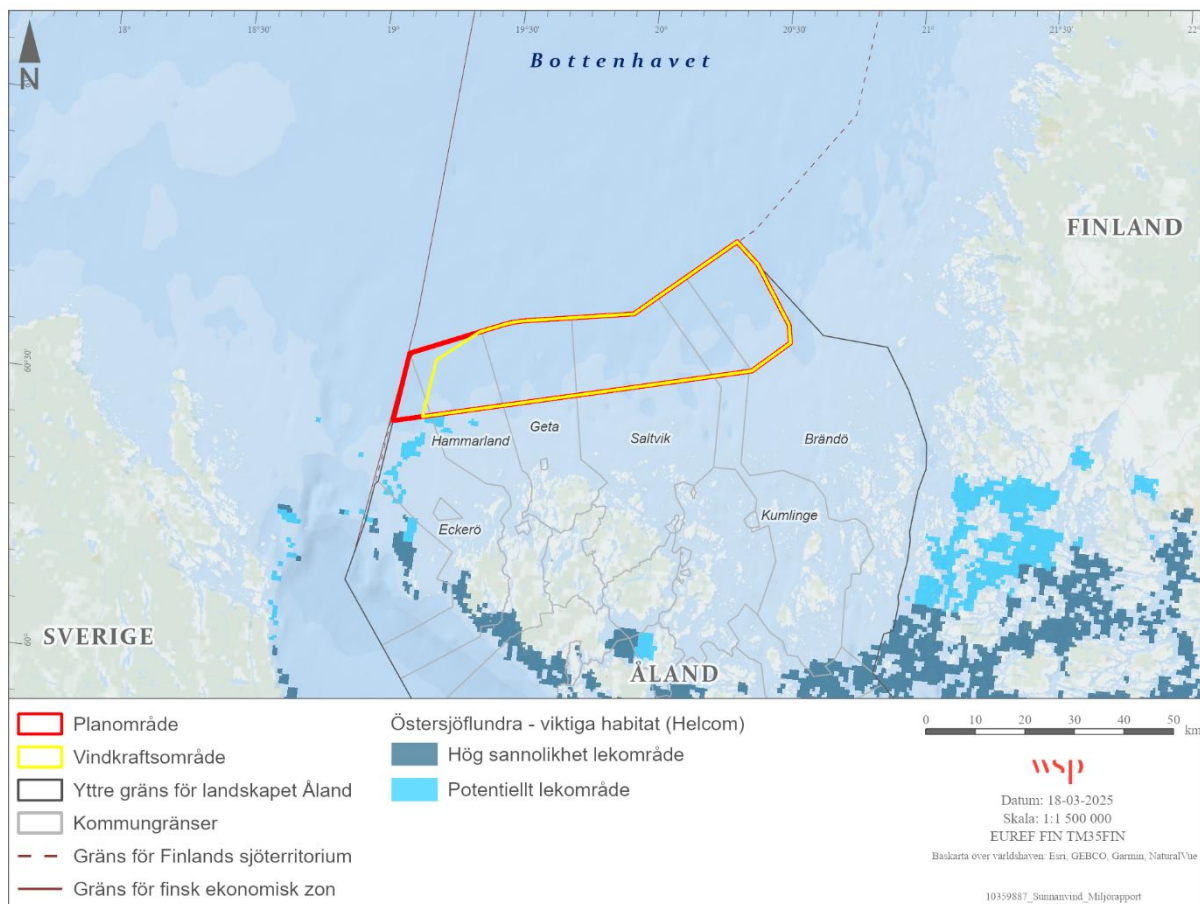 18°
18°30'
19°
19°30'
20°
20°30'
21°
21°30'
Bottenhavet
N
FINLAND
60°30'
Hammarland
Geta
Saltvik
Brändö
Eckerö
Kumlinge
60°
SVERIGE
ÅLAND
Planområde
Vindkraftsområde
Yttre gräns för landskapet Åland
Kommungränser
Gräns för Finlands sjöterritorium
Gräns för finsk ekonomisk zon
Östersjöflundra - viktiga habitat (Helcom)
Hög sannolikhet lekområde
Potentiellt lekområde
0 10 20 30 40 50
km
wsp
Datum: 18-03-2025
Skala: 1:1 500 000
EUREF FIN TM35FIN
Baskarta över världshaven: Esri, GEBCO, Garmin, NaturalVue
10359887_Sunnanvind_Miljörapport